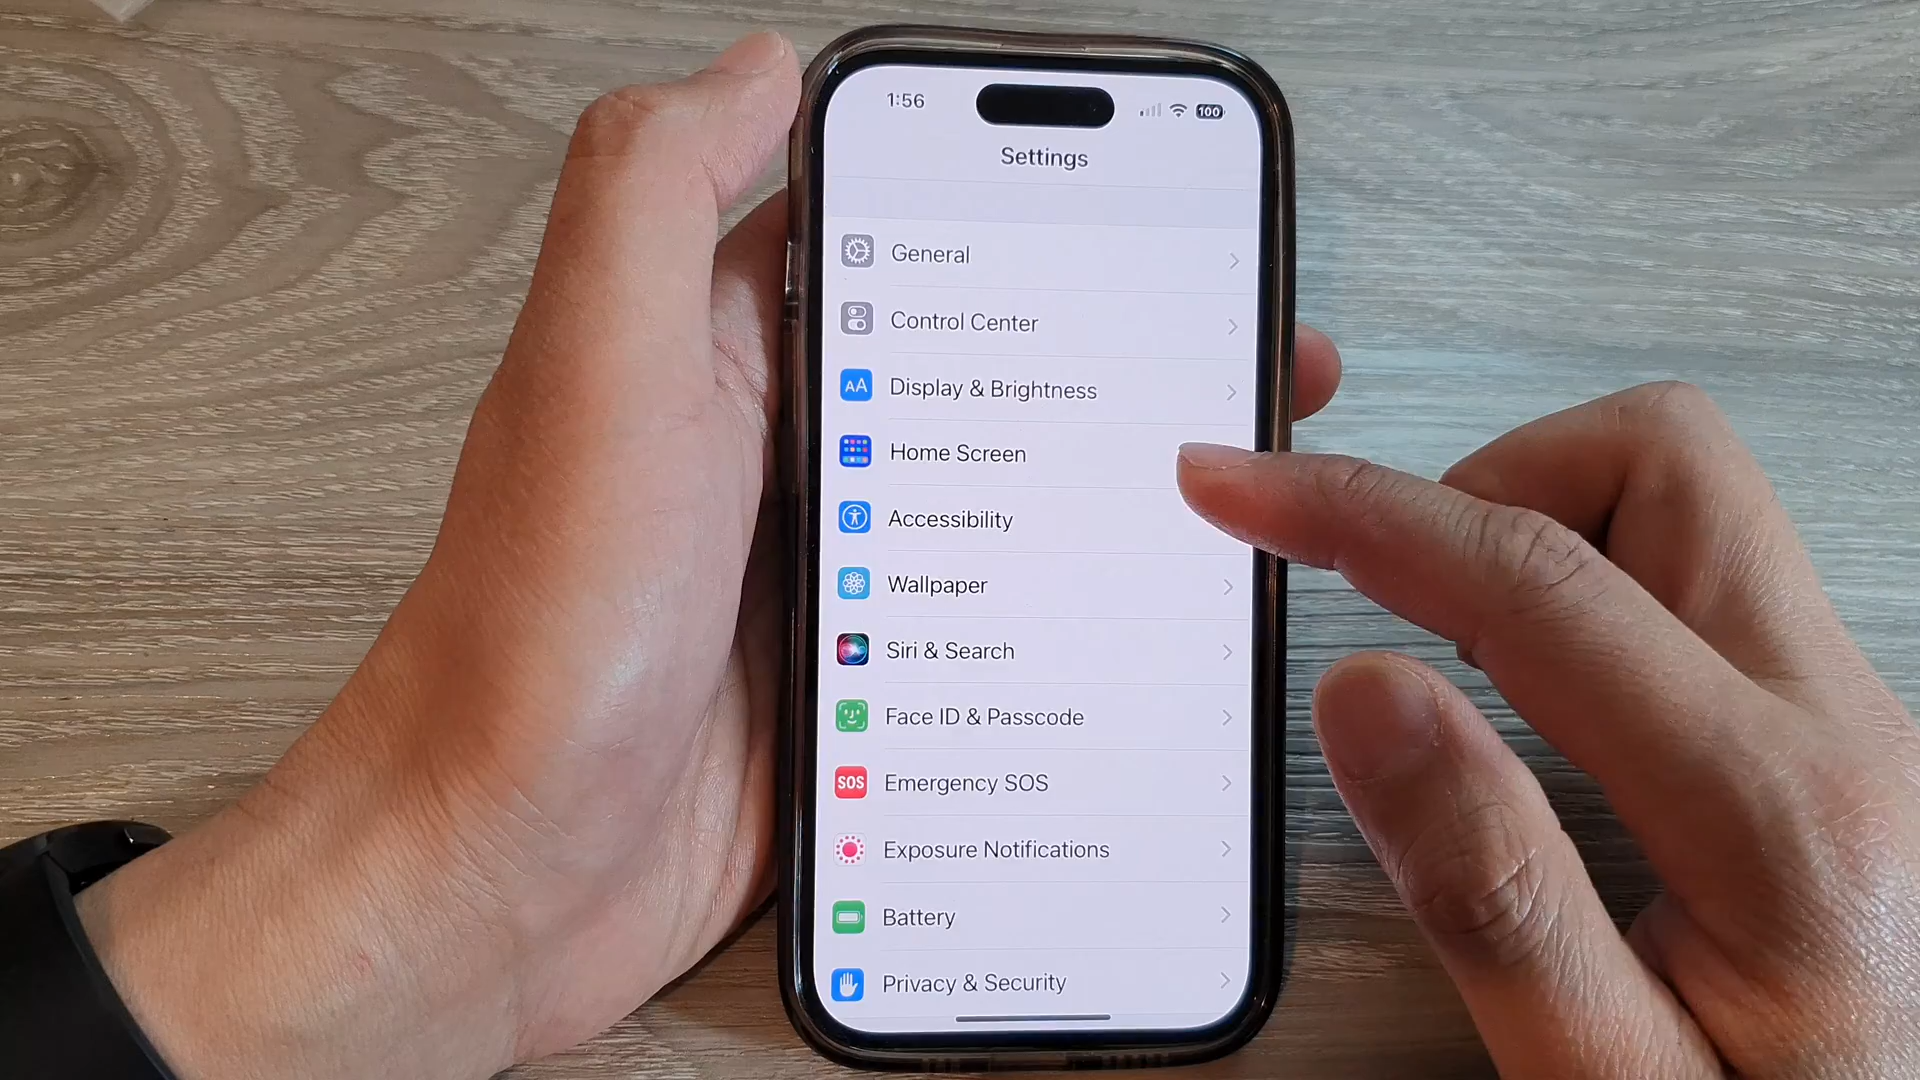 1:56
100
Settings
General
Control Center
AA
Display & Brightness
Home Screen
Accessibility
Wallpaper
Siri & Search
Face ID & Passcode
SOS
Emergency SOS
Exposure Notifications
Battery
Privacy & Security